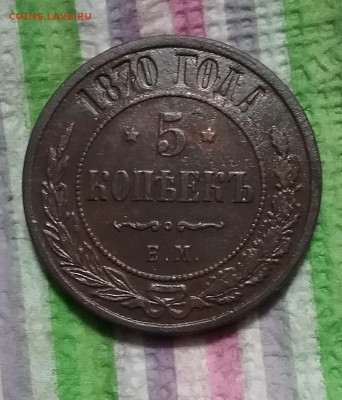 COINS.LAVE.RU
1870 ГОДА
* 5 *
КОПѢЕКЪ
Е.М.